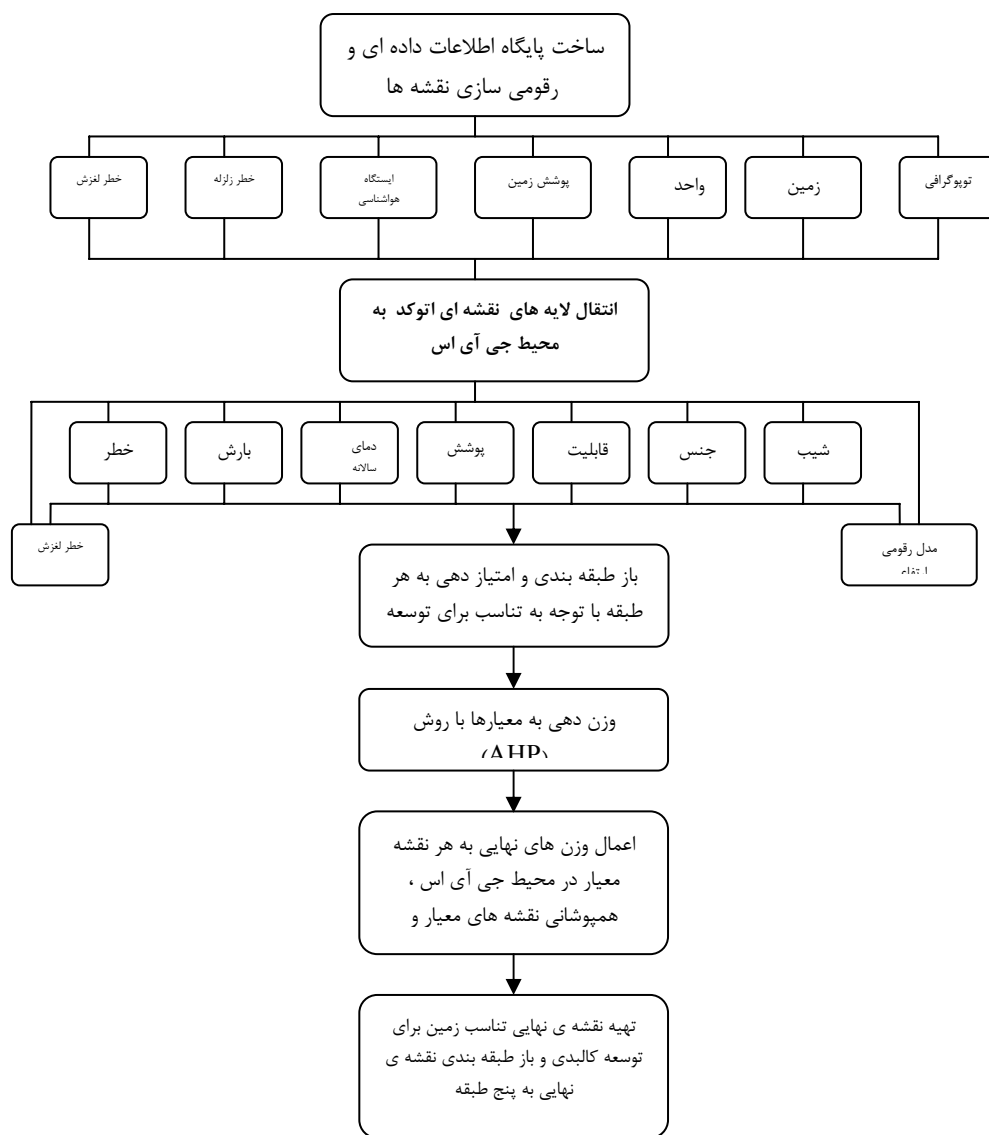 ساخت پایگاه اطلاعات داده ای و
رقومی سازی نقشه ها
توپوگرافی
زمین
واحد
پوشش زمین
ایستگاه
هواشناسی
خطر زلزله
خطر لغزش
انتقال لایه های نقشه ای اتوکد به
محیط جی آی اس
شیب
جنس
قابلیت
پوشش
دمای
سالانه
بارش
خطر
مدل رقومی
خطر لغزش
باز طبقه بندی و امتیاز دهی به هر
طبقه با توجه به تناسب برای توسعه
وزن دهی به معیارها با روش
(AHP)
اعمال وزن های نهایی به هر نقشه
معیار در محیط جی آی اس ،
همپوشانی نقشه های معیار و
تهیه نقشه ی نهایی تناسب زمین برای
توسعه کالبدی و باز طبقه بندی نقشه ی
نهایی به پنج طبقه